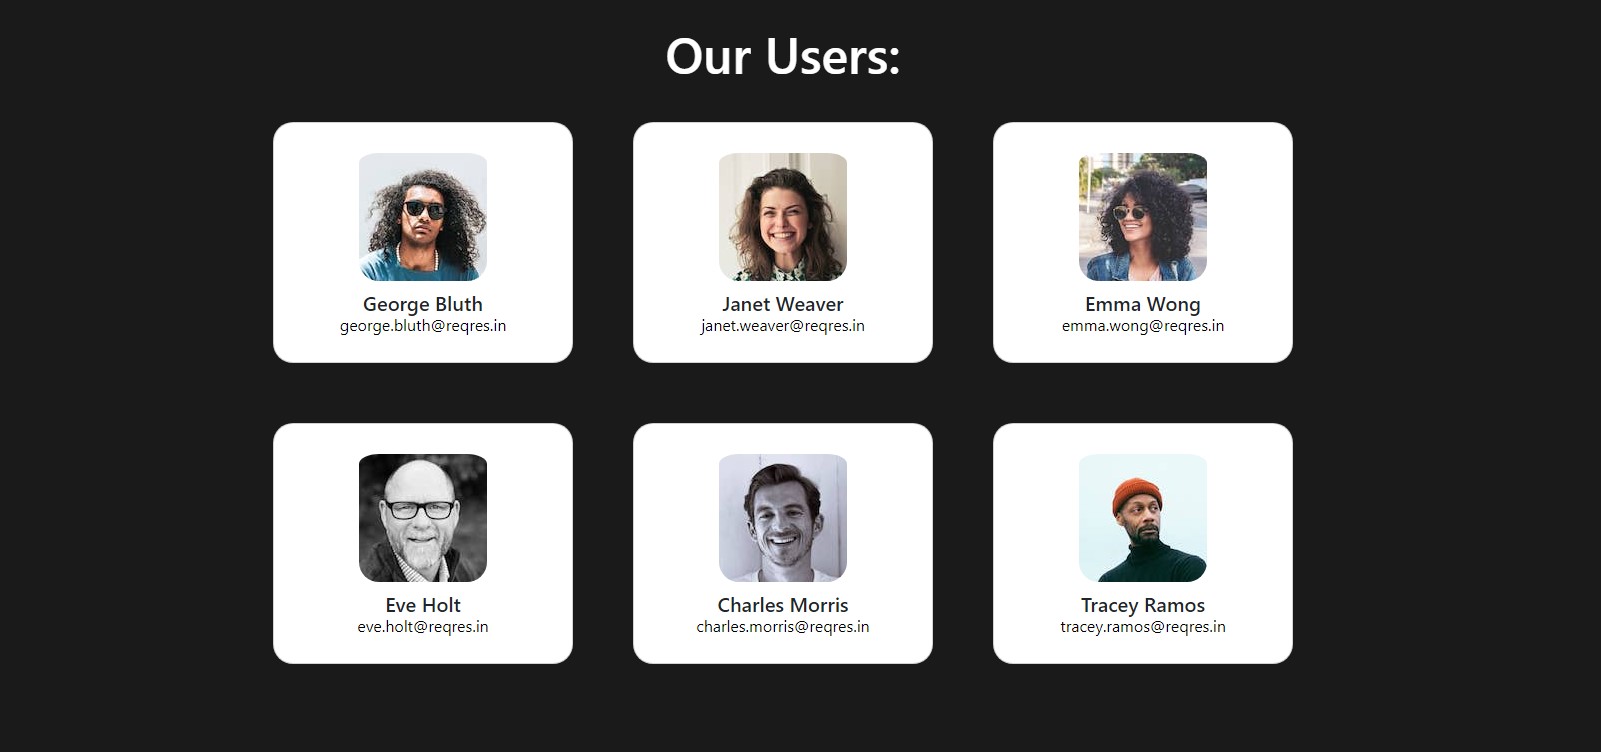 Our Users:
George Bluth
george.bluth@reqres.in
Janet Weaver
janet.weaver@reqres.in
Emma Wong
emma.wong@reqres.in
Eve Holt
eve.holt@reqres.in
Charles Morris
charles.morris@reqres.in
Tracey Ramos
tracey.ramos@reqres.in